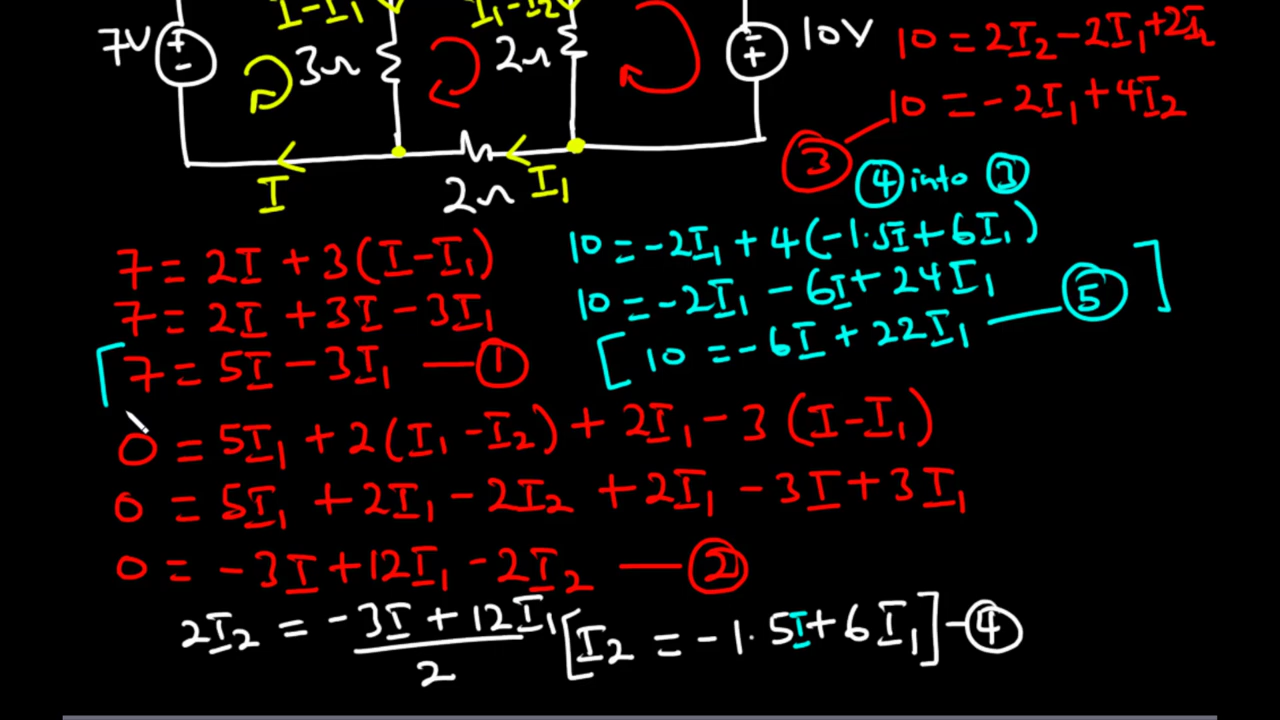 I-I₁ I₁-I₂
7V 3Ω 2Ω 10V
I 2Ω I₁
10 = 2I₂ - 2I₁ + 2I₂
10 = -2I₁ + 4I₂
③
④ into ③
10 = -2I₁ + 4(-1.5I + 6I₁)
10 = -2I₁ - 6I + 24I₁
[10 = -6I + 22I₁ — ⑤]
7 = 2I + 3(I-I₁)
7 = 2I + 3I - 3I₁
[7 = 5I - 3I₁ — ①
0 = 5I₁ + 2(I₁ - I₂) + 2I₁ - 3(I-I₁)
0 = 5I₁ + 2I₁ - 2I₂ + 2I₁ - 3I + 3I₁
0 = -3I + 12I₁ - 2I₂ — ②
2I₂ = -3I + 12I₁ [I₂ = -1.5I + 6I₁] - ④
2